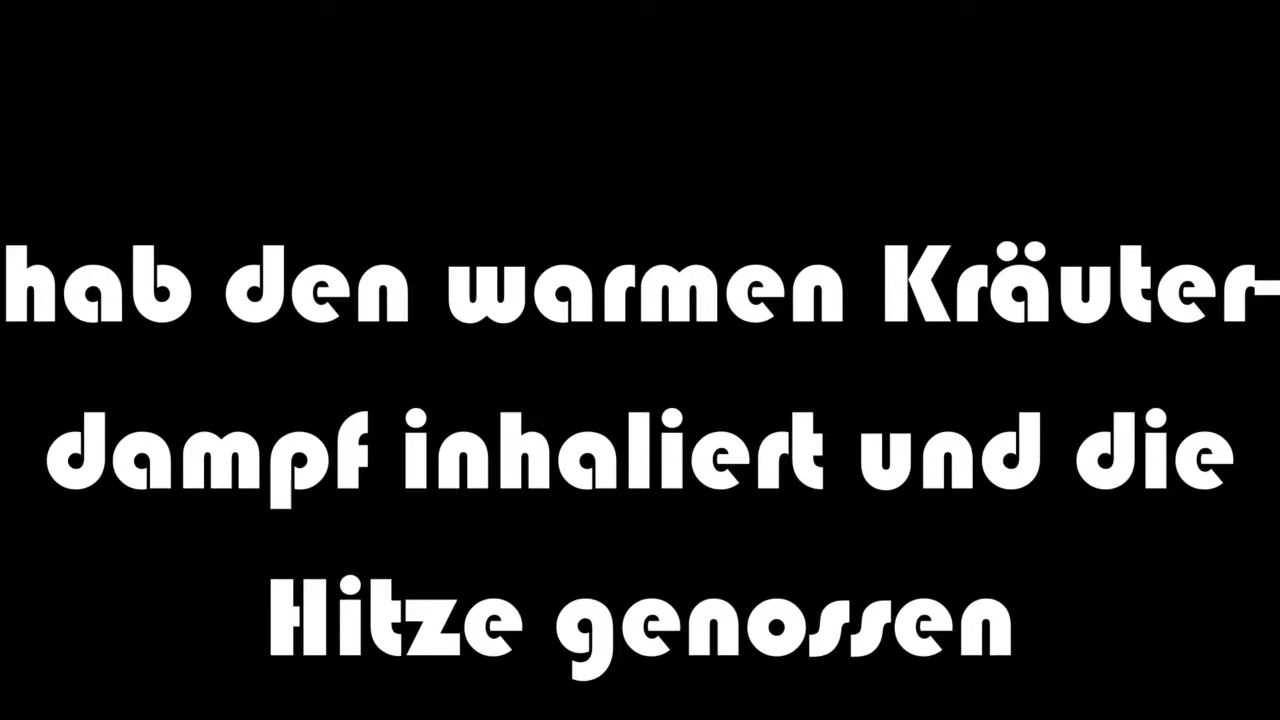 hab den warmen Kräuter-
dampf inhaliert und die
Hitze genossen